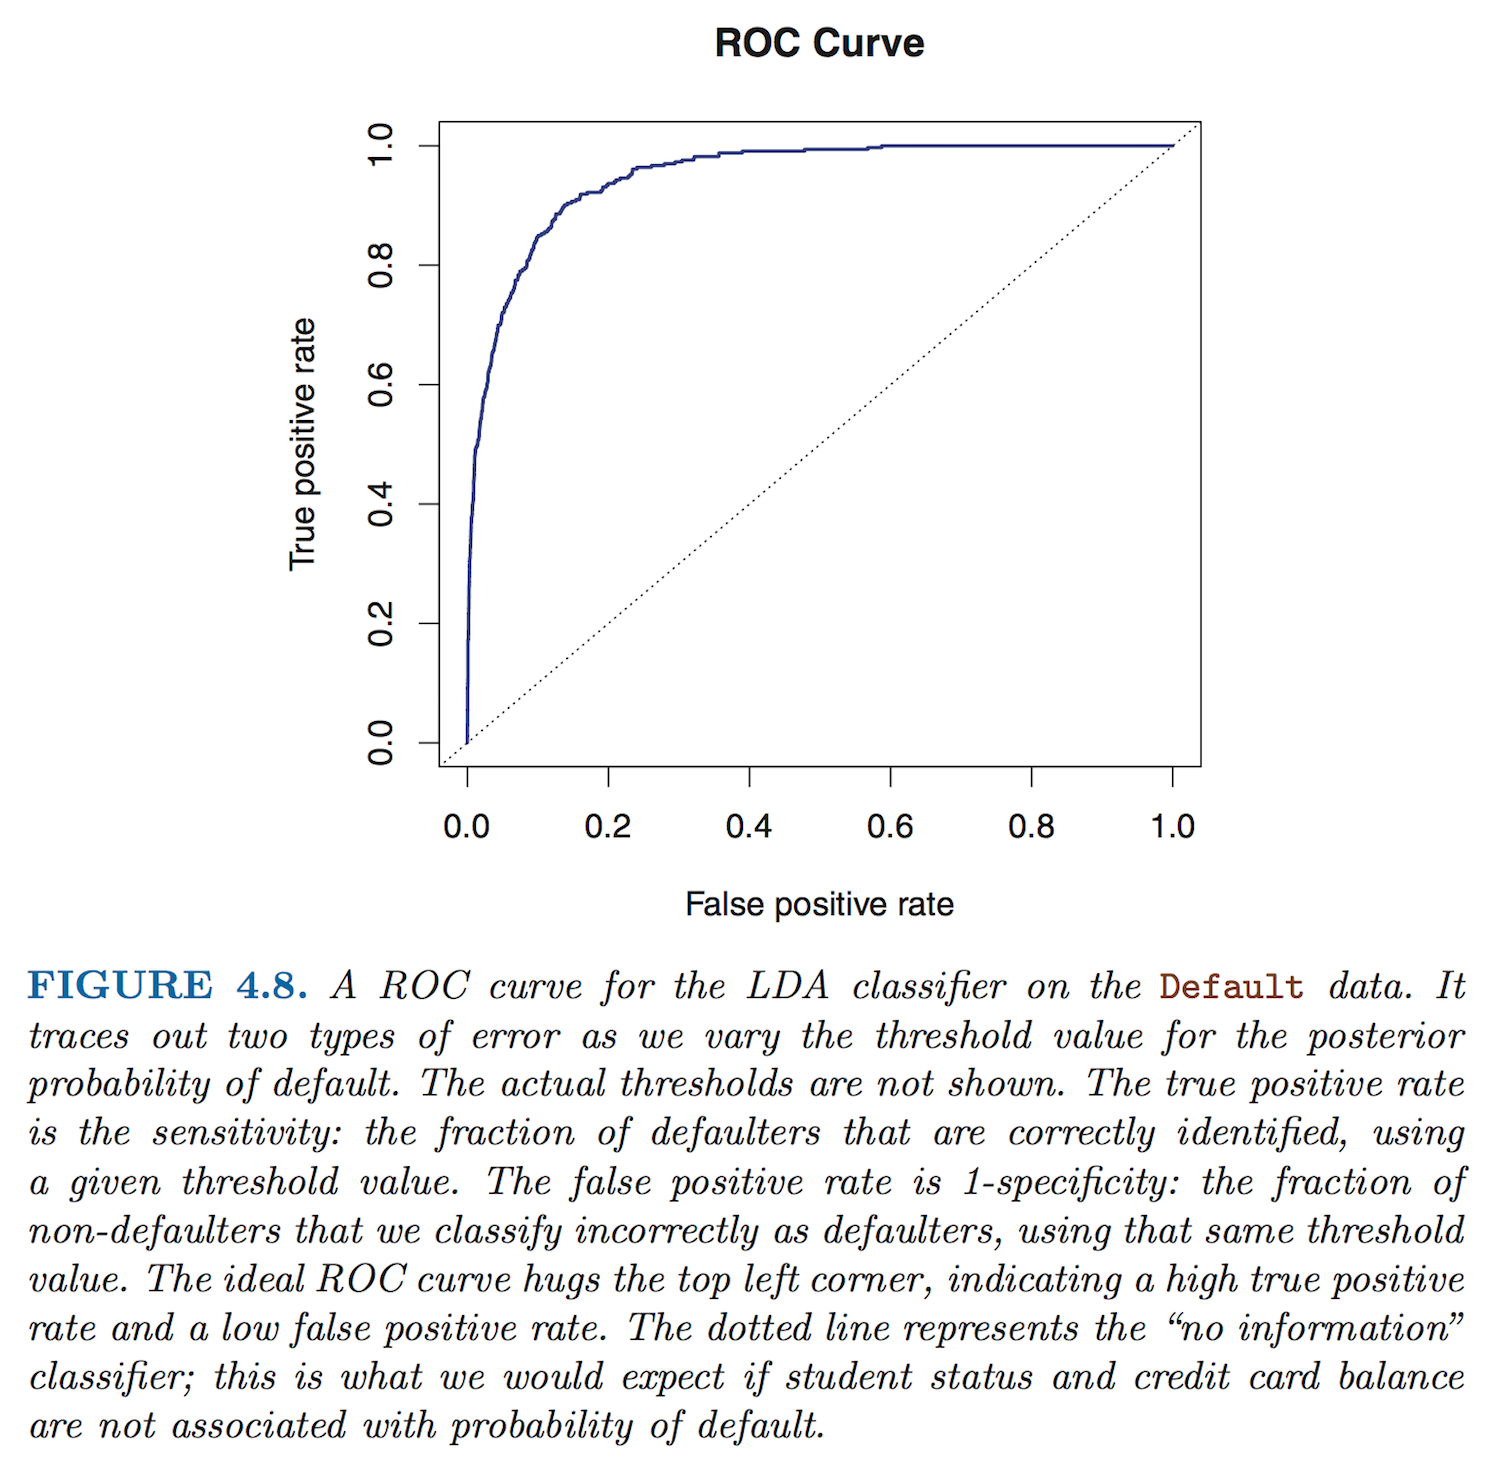 ROC Curve
1.0
0.8
0.6
0.4
0.2
0.0
True positive rate
0.0 0.2 0.4 0.6 0.8 1.0
False positive rate
FIGURE 4.8. A ROC curve for the LDA classifier on the Default data. It
traces out two types of error as we vary the threshold value for the posterior
probability of default. The actual thresholds are not shown. The true positive rate
is the sensitivity: the fraction of defaulters that are correctly identified, using
a given threshold value. The false positive rate is 1-specificity: the fraction of
non-defaulters that we classify incorrectly as defaulters, using that same threshold
value. The ideal ROC curve hugs the top left corner, indicating a high true positive
rate and a low false positive rate. The dotted line represents the “no information”
classifier; this is what we would expect if student status and credit card balance
are not associated with probability of default.